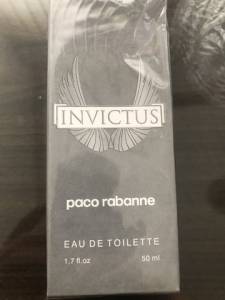 INVICTUS
paco rabanne
EAU DE TOILETTE
1.7 fl.oz 50 ml